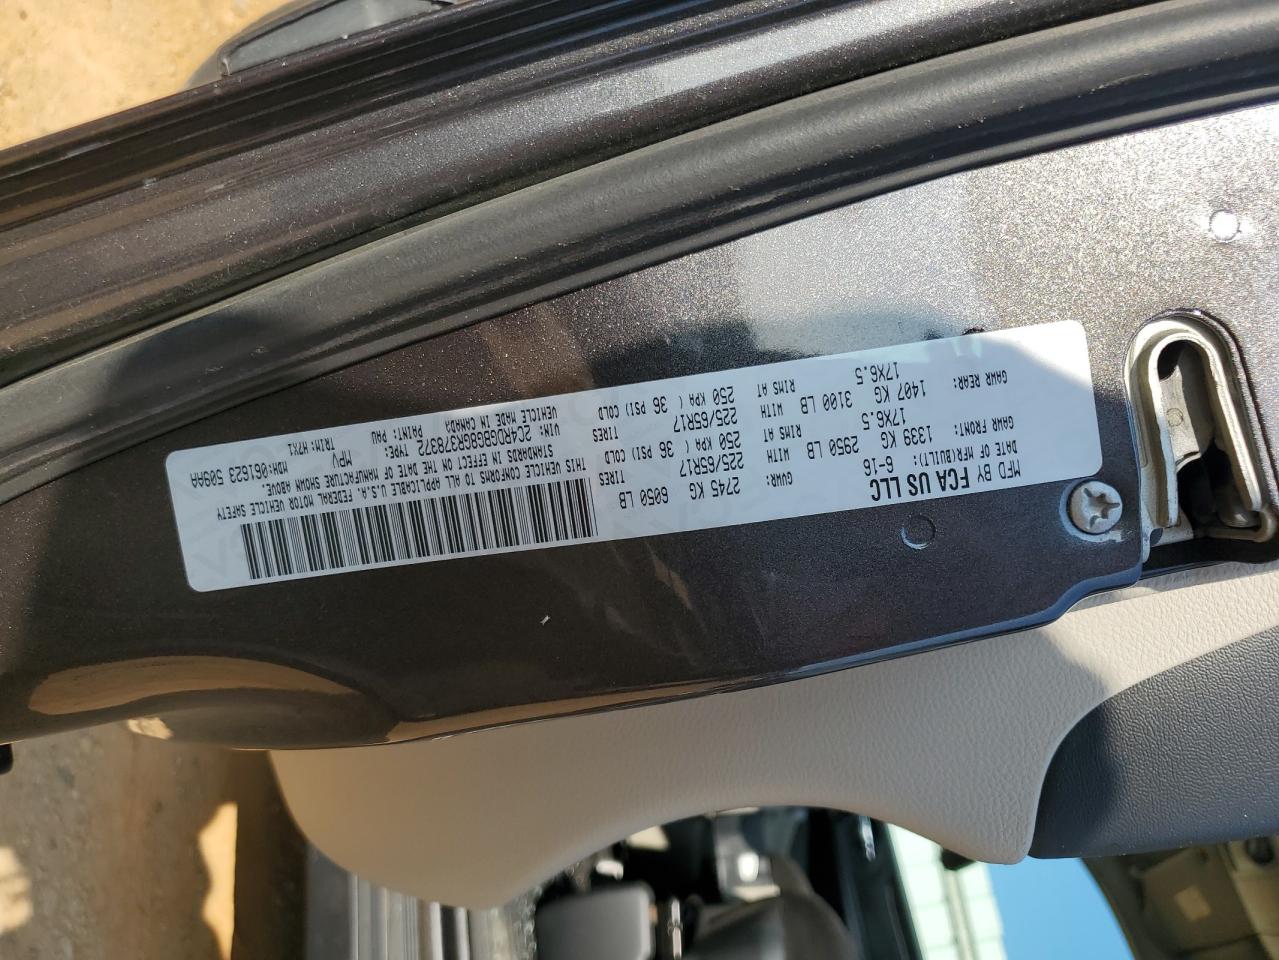 MFD BY FCA US LLC
DATE OF MFR(BUILT): 6-16
GVWR: 2745 KG 6050 LB
GAWR FRONT: 1339 KG 2950 LB
WITH 225/65R17 TIRES
RIMS AT 17X6.5 250 KPA ( 36 PSI) COLD
GAWR REAR: 1407 KG 3100 LB
WITH 225/65R17 TIRES
RIMS AT 17X6.5 250 KPA ( 36 PSI) COLD
THIS VEHICLE CONFORMS TO ALL APPLICABLE U.S.A. FEDERAL MOTOR VEHICLE SAFETY
STANDARDS IN EFFECT ON THE DATE OF MANUFACTURE SHOWN ABOVE.
VIN: TYPE: MPV MDH:061623 509AA
VEHICLE MADE IN CANADA PAINT: TRIM: